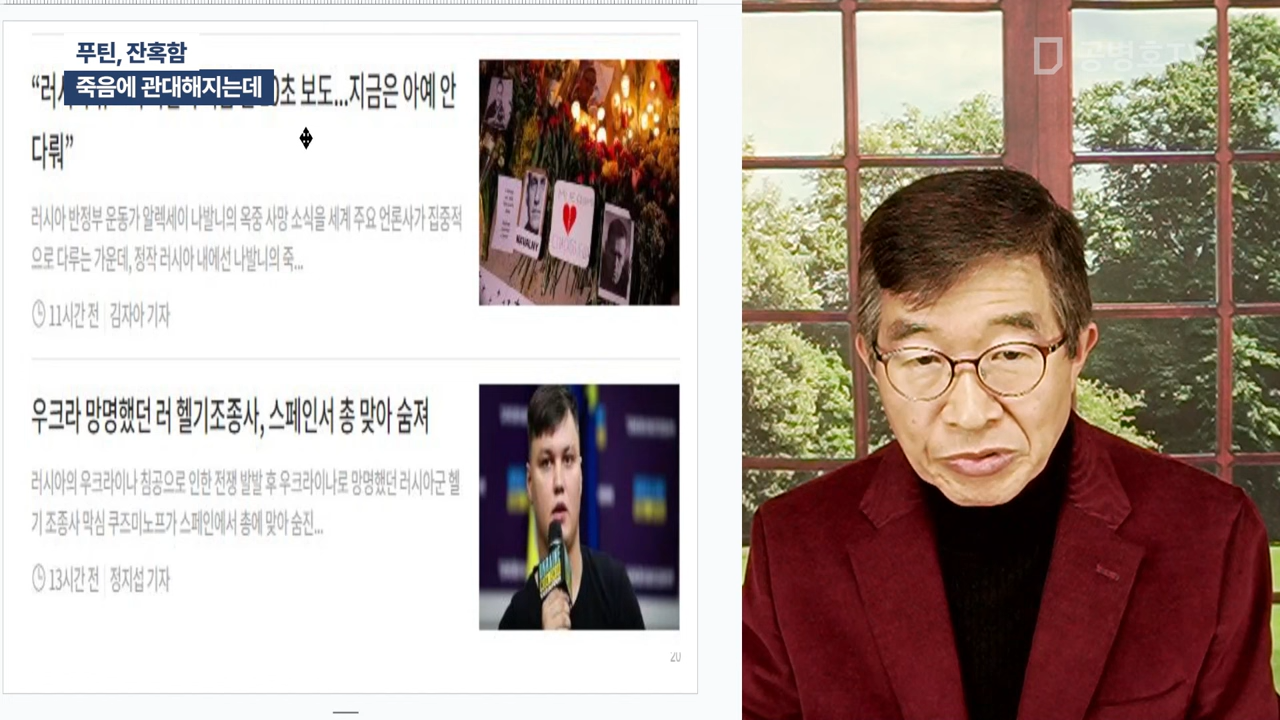 푸틴, 잔혹함
죽음에 관대해지는데
공병호TV
“러
0초 보도...지금은 아예 안
다뤄”
러시아 반정부 운동가 알렉세이 나발니의 옥중 사망 소식을 세계 주요 언론사가 집중적
으로 다루는 가운데, 정작 러시아 내에선 나발니의 죽...
11시간 전 김자아 기자
NAVALNY
우크라 망명했던 러 헬기조종사, 스페인서 총 맞아 숨져
러시아의 우크라이나 침공으로 인한 전쟁 발발 후 우크라이나로 망명했던 러시아군 헬
기 조종사 막심 쿠즈미노프가 스페인에서 총에 맞아 숨진...
13시간 전 정지섭 기자
UKRAINE
20